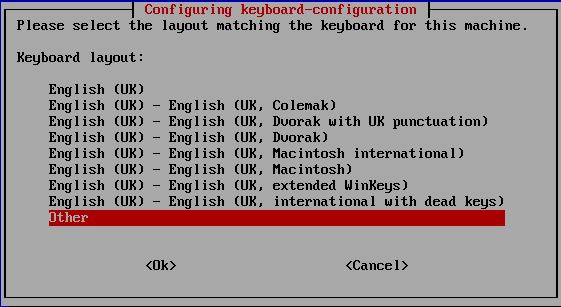 Configuring keyboard-configuration
Please select the layout matching the keyboard for this machine.
Keyboard layout:
English (UK)
English (UK) - English (UK, Colemak)
English (UK) - English (UK, Dvorak with UK punctuation)
English (UK) - English (UK, Dvorak)
English (UK) - English (UK, Macintosh international)
English (UK) - English (UK, Macintosh)
English (UK) - English (UK, extended WinKeys)
English (UK) - English (UK, international with dead keys)
Other
<Ok> <Cancel>